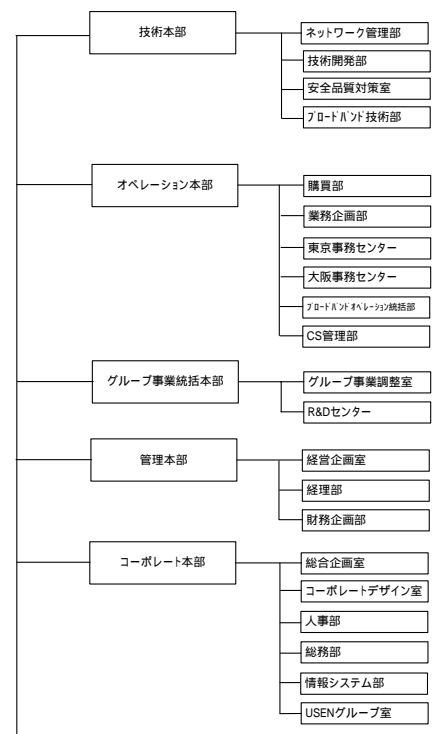 技術本部
ネットワーク管理部
技術開発部
安全品質対策室
ﾌﾞﾛｰﾄﾞﾊﾞﾝﾄﾞ技術部
オペレーション本部
購買部
業務企画部
東京事務センター
大阪事務センター
ﾌﾞﾛｰﾄﾞﾊﾞﾝﾄﾞｵﾍﾟﾚｰｼｮﾝ統括部
CS管理部
グループ事業統括本部
グループ事業調整室
R&Dセンター
管理本部
経営企画室
経理部
財務企画部
コーポレート本部
総合企画室
コーポレートデザイン室
人事部
総務部
情報システム部
USENグループ室